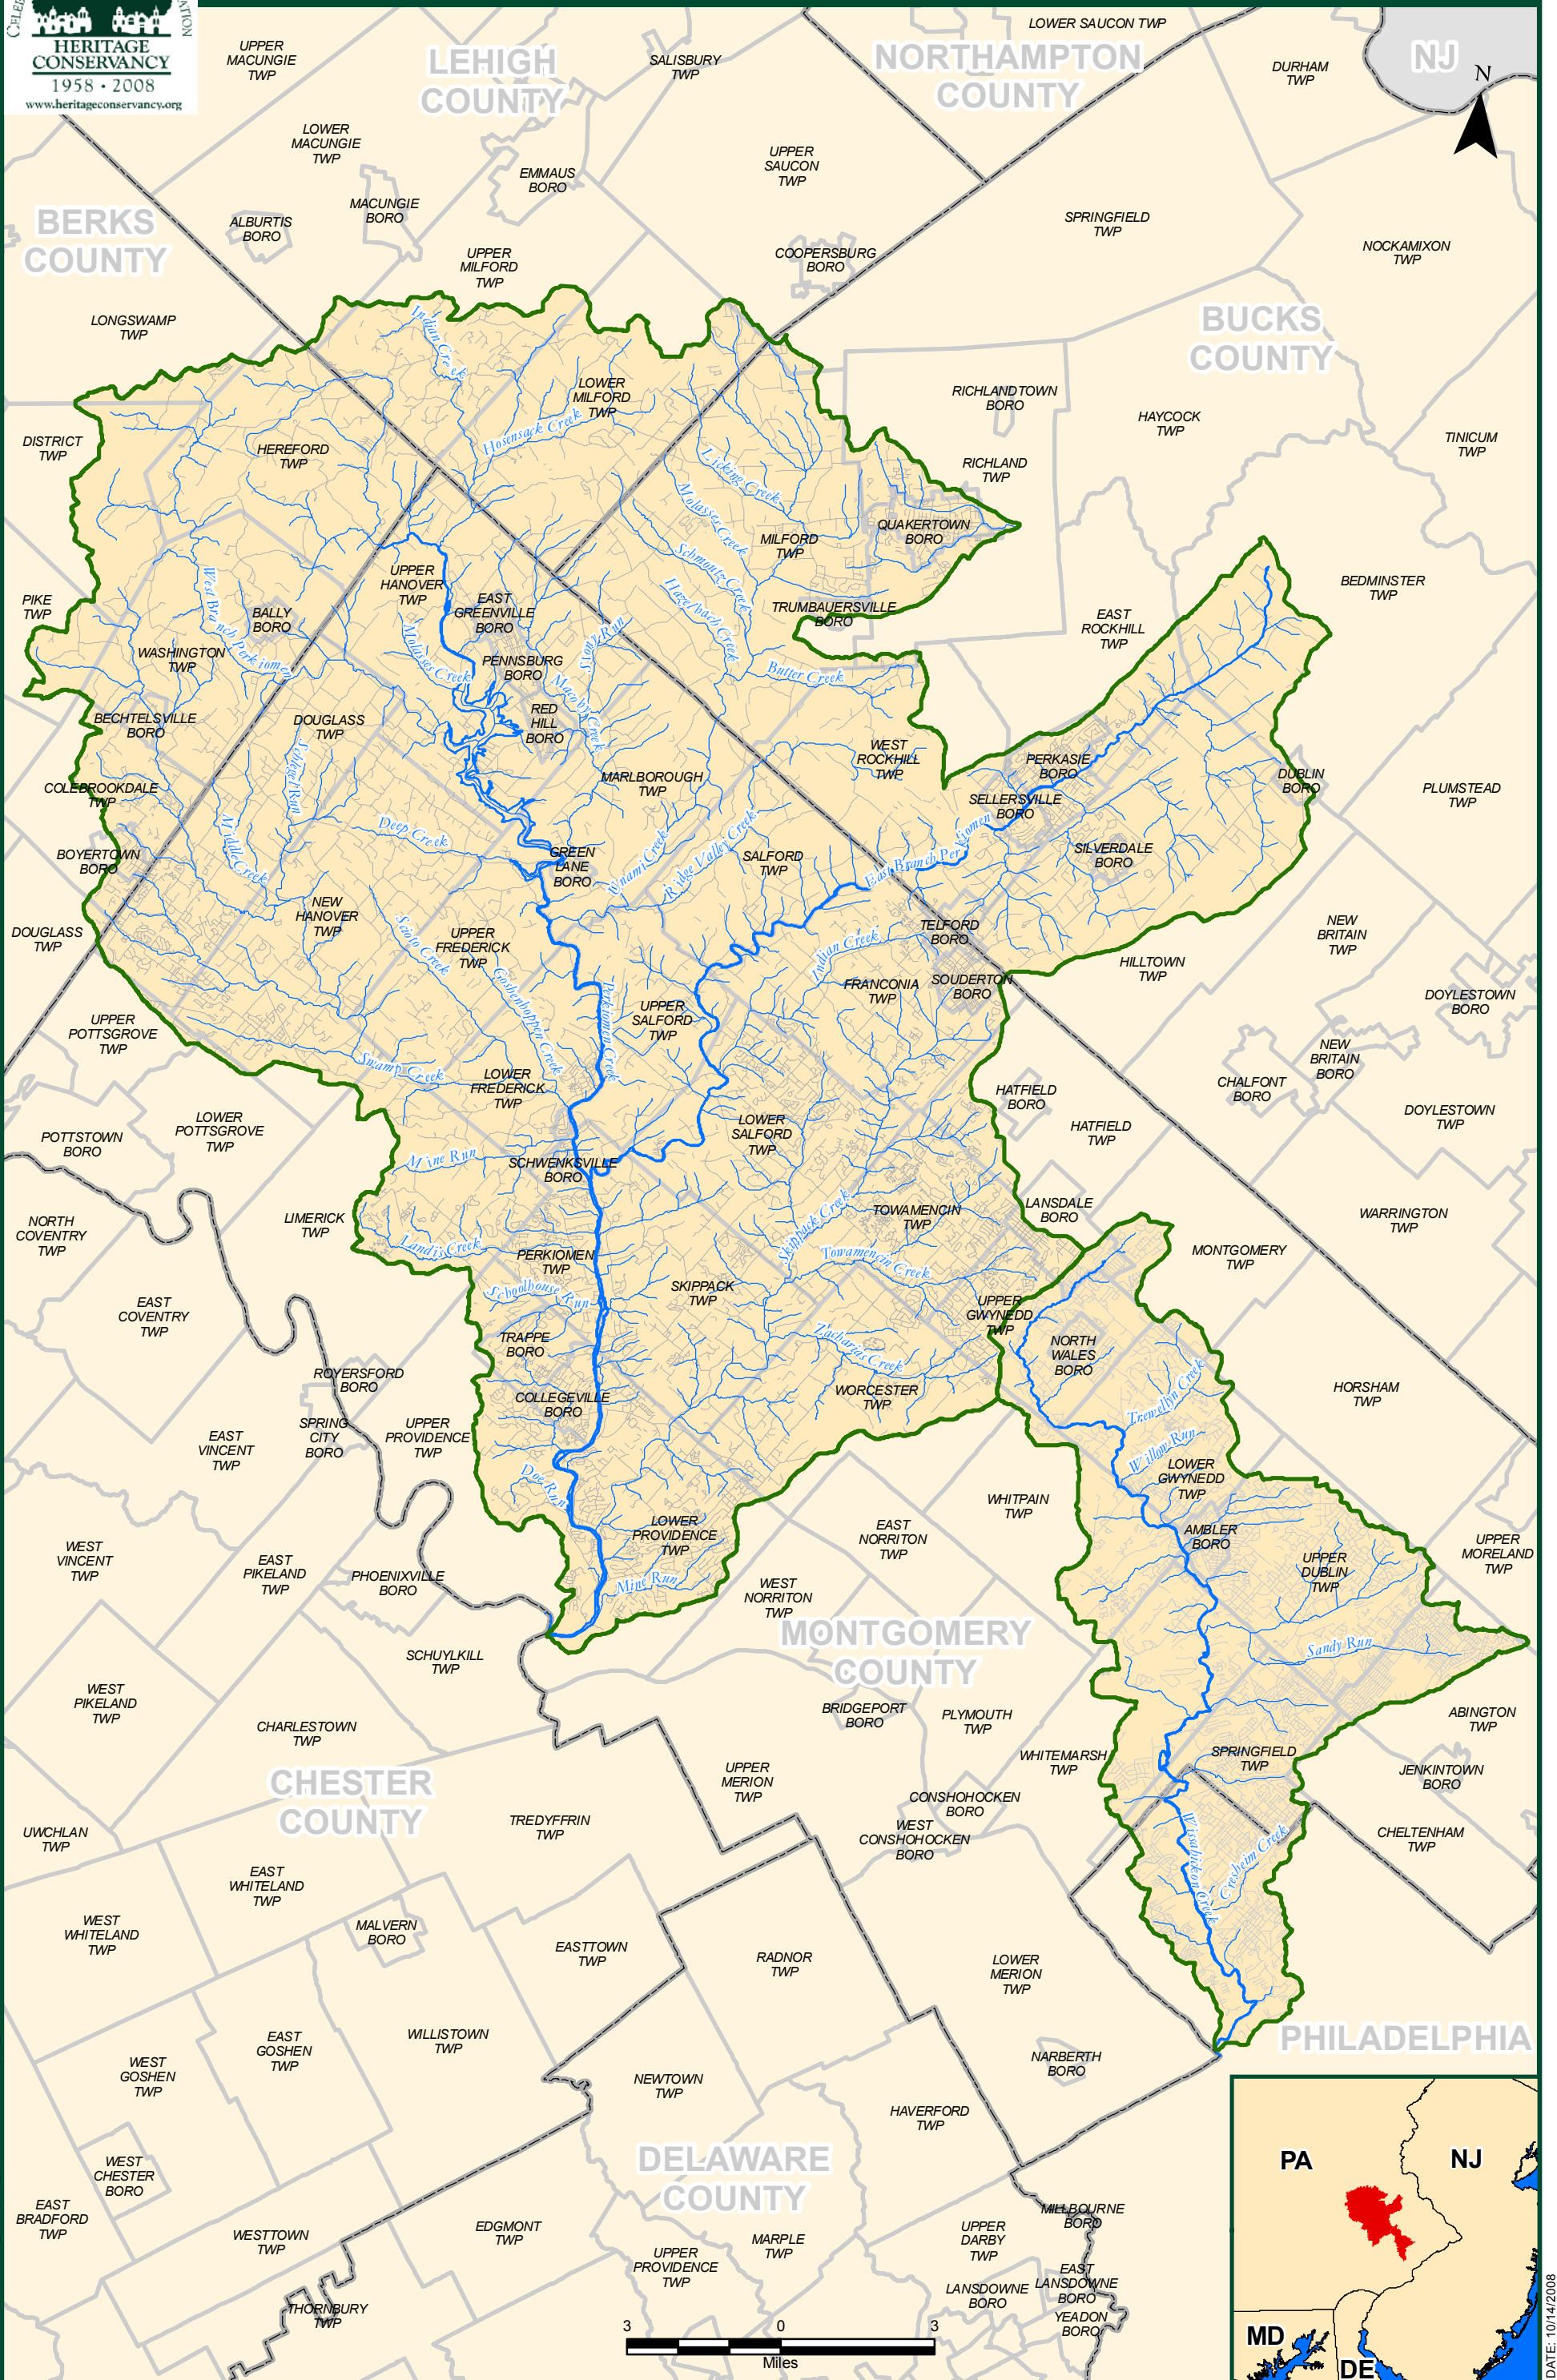 HERITAGE
CONSERVANCY
1958 • 2008
www.heritageconservancy.org
LEHIGH
COUNTY
NORTHAMPTON
COUNTY
NJ
N
BERKS
COUNTY
BUCKS
COUNTY
MONTGOMERY
COUNTY
CHESTER
COUNTY
DELAWARE
COUNTY
PHILADELPHIA
UPPER
MACUNGIE
TWP
SALISBURY
TWP
LOWER SAUCON TWP
DURHAM
TWP
LOWER
MACUNGIE
TWP
EMMAUS
BORO
UPPER
SAUCON
TWP
MACUNGIE
BORO
ALBURTIS
BORO
SPRINGFIELD
TWP
NOCKAMIXON
TWP
UPPER
MILFORD
TWP
COOPERSBURG
BORO
LONGSWAMP
TWP
Indian Creek
LOWER
MILFORD
TWP
Hosensack Creek
RICHLANDTOWN
BORO
HAYCOCK
TWP
TINICUM
TWP
DISTRICT
TWP
HEREFORD
TWP
RICHLAND
TWP
Licking Creek
Molasser Creek
QUAKERTOWN
BORO
MILFORD
TWP
Schmoutz Creek
Hazelbach Creek
TRUMBAUERSVILLE
BORO
PIKE
TWP
West Branch Perkiomen
BALLY
BORO
UPPER
HANOVER
TWP
EAST
GREENVILLE
BORO
EAST
ROCKHILL
TWP
BEDMINSTER
TWP
WASHINGTON
TWP
Molasses Creek
PENNSBURG
BORO
Stony Run
Macoby Creek
Butter Creek
BECHTELSVILLE
BORO
DOUGLASS
TWP
RED
HILL
BORO
Schlegel Run
WEST
ROCKHILL
TWP
PERKASIE
BORO
COLEBROOKDALE
TWP
MARLBOROUGH
TWP
SELLERSVILLE
BORO
DUBLIN
BORO
PLUMSTEAD
TWP
BOYERTOWN
BORO
Middle Creek
Deep Creek
GREEN
LANE
BORO
Unami Creek
Ridge Valley Creek
SALFORD
TWP
East Branch Perkiomen
SILVERDALE
BORO
DOUGLASS
TWP
NEW
HANOVER
TWP
Scioto Creek
UPPER
FREDERICK
TWP
TELFORD
BORO
NEW
BRITAIN
TWP
Goshenhoppen Creek
Perkiomen Creek
Indian Creek
FRANCONIA
TWP
SOUDERTON
BORO
HILLTOWN
TWP
UPPER
POTTSGROVE
TWP
UPPER
SALFORD
TWP
DOYLESTOWN
BORO
Swamp Creek
LOWER
FREDERICK
TWP
NEW
BRITAIN
BORO
CHALFONT
BORO
HATFIELD
BORO
DOYLESTOWN
TWP
POTTSTOWN
BORO
LOWER
POTTSGROVE
TWP
LOWER
SALFORD
TWP
HATFIELD
TWP
Mine Run
SCHWENKSVILLE
BORO
NORTH
COVENTRY
TWP
LIMERICK
TWP
Landis Creek
PERKIOMEN
TWP
Skippack Creek
TOWAMENCIN
TWP
LANSDALE
BORO
WARRINGTON
TWP
Towamencin Creek
MONTGOMERY
TWP
EAST
COVENTRY
TWP
Schoolhouse Run
SKIPPACK
TWP
UPPER
GWYNEDD
TWP
TRAPPE
BORO
Zacharias Creek
NORTH
WALES
BORO
ROYERSFORD
BORO
COLLEGEVILLE
BORO
WORCESTER
TWP
Trewellyn Creek
HORSHAM
TWP
SPRING
CITY
BORO
EAST
VINCENT
TWP
UPPER
PROVIDENCE
TWP
Willow Run
LOWER
GWYNEDD
TWP
Doe Run
WHITPAIN
TWP
LOWER
PROVIDENCE
TWP
EAST
NORRITON
TWP
AMBLER
BORO
UPPER
DUBLIN
TWP
UPPER
MORELAND
TWP
WEST
VINCENT
TWP
EAST
PIKELAND
TWP
PHOENIXVILLE
BORO
Mine Run
WEST
NORRITON
TWP
Sandy Run
SCHUYLKILL
TWP
WEST
PIKELAND
TWP
CHARLESTOWN
TWP
BRIDGEPORT
BORO
PLYMOUTH
TWP
ABINGTON
TWP
WHITEMARSH
TWP
SPRINGFIELD
TWP
JENKINTOWN
BORO
UPPER
MERION
TWP
CONSHOHOCKEN
BORO
WEST
CONSHOHOCKEN
BORO
TREDYFFRIN
TWP
UWCHLAN
TWP
CHELTENHAM
TWP
Wissahickon Creek
Cresheim Creek
EAST
WHITELAND
TWP
WEST
WHITELAND
TWP
MALVERN
BORO
EASTTOWN
TWP
RADNOR
TWP
LOWER
MERION
TWP
WEST
GOSHEN
TWP
EAST
GOSHEN
TWP
WILLISTOWN
TWP
NARBERTH
BORO
NEWTOWN
TWP
HAVERFORD
TWP
WEST
CHESTER
BORO
EAST
BRADFORD
TWP
WESTTOWN
TWP
EDGMONT
TWP
UPPER
PROVIDENCE
TWP
MARPLE
TWP
UPPER
DARBY
TWP
MILLBOURNE
BORO
LANSDOWNE
BORO
EAST
LANSDOWNE
BORO
YEADON
BORO
THORNBURY
TWP
3 0 3
Miles
PA
NJ
MD
DE
DATE: 10/14/2008